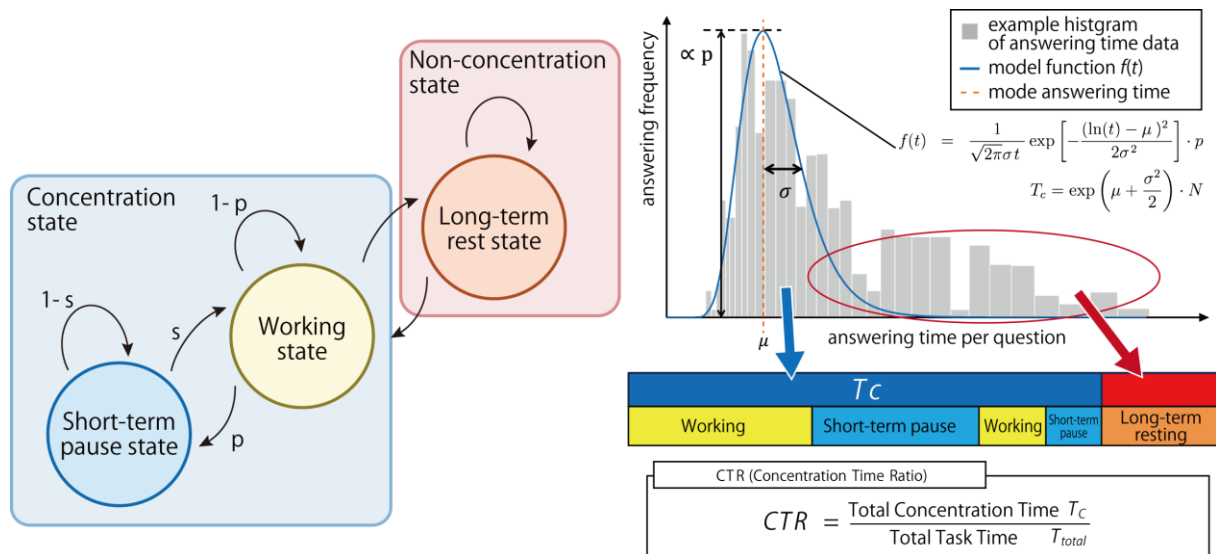 Concentration
state
1- p
1- s
s
Working
state
Short-term
pause state
p
Non-concentration
state
Long-term
rest state
answering frequency
∝ p
σ
μ
answering time per question
example histgram
of answering time data
model function f(t)
mode answering time
f(t) = 1/(√2π σ t) exp [ -(ln(t) - μ )²/(2σ²) ] · p
T_c = exp ( μ + σ²/2 ) · N
Tc
Working
Short-term pause
Working
Short-term
pause
Long-term
resting
CTR (Concentration Time Ratio)
CTR = Total Concentration Time T_C
Total Task Time T_total